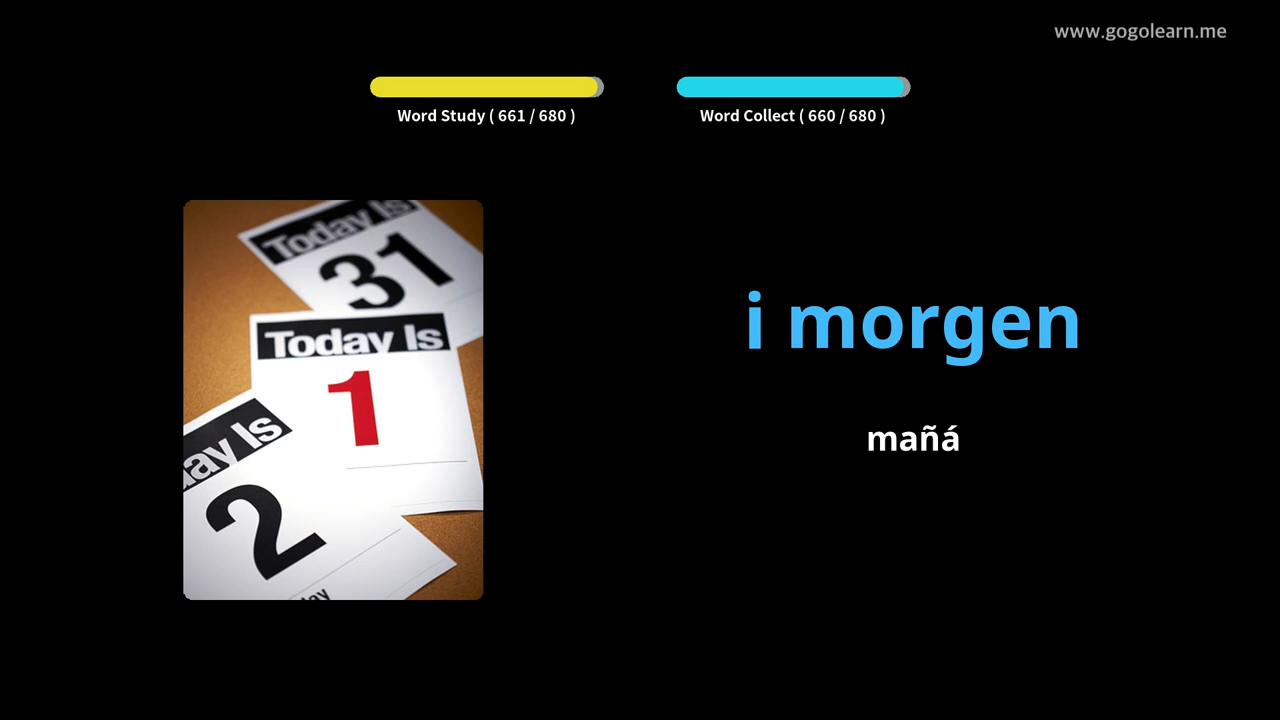 www.gogolearn.me
Word Study ( 661 / 680 )
Word Collect ( 660 / 680 )
Today Is
31
Today Is
1
ay Is
2
i morgen
mañá